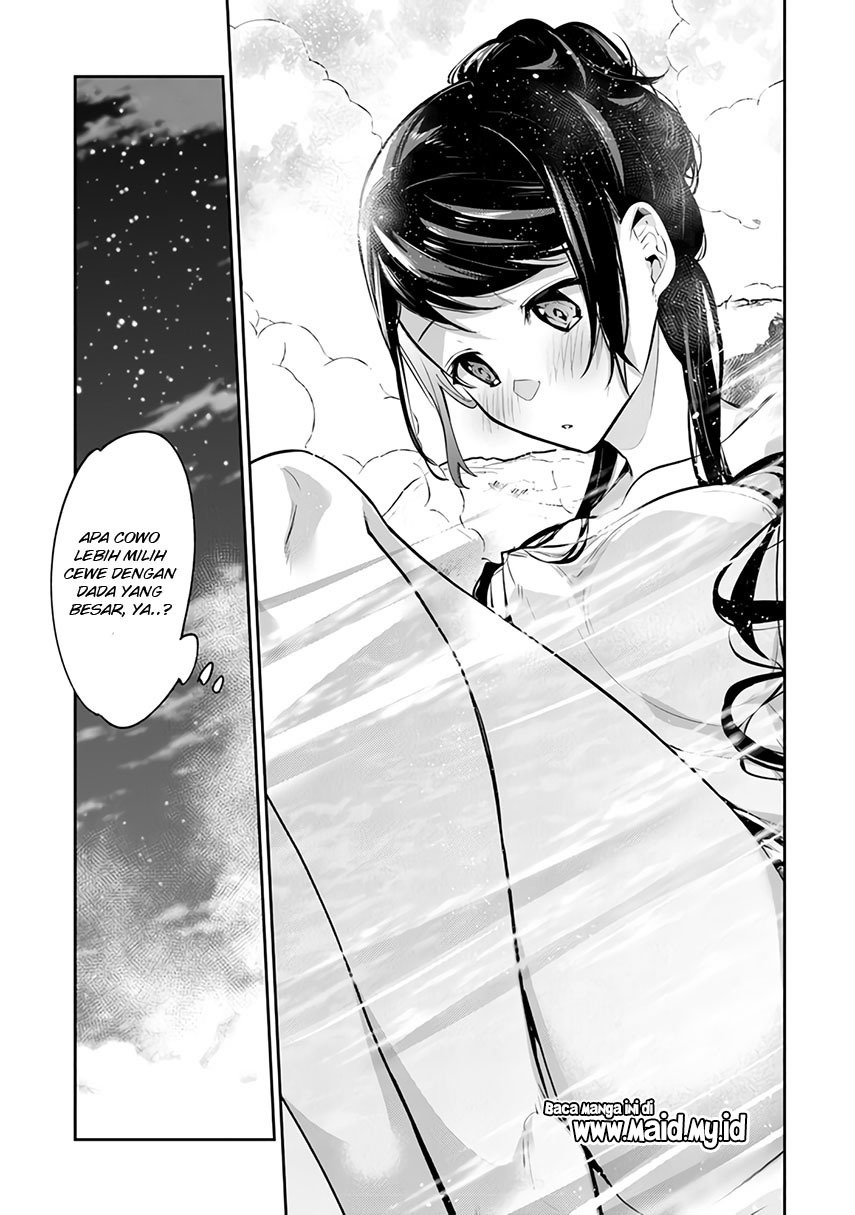 APA COWO
LEBIH MILIH
CEWE DENGAN
DADA YANG
BESAR, YA..?
Baca Manga ini di
www.Maid.My.id